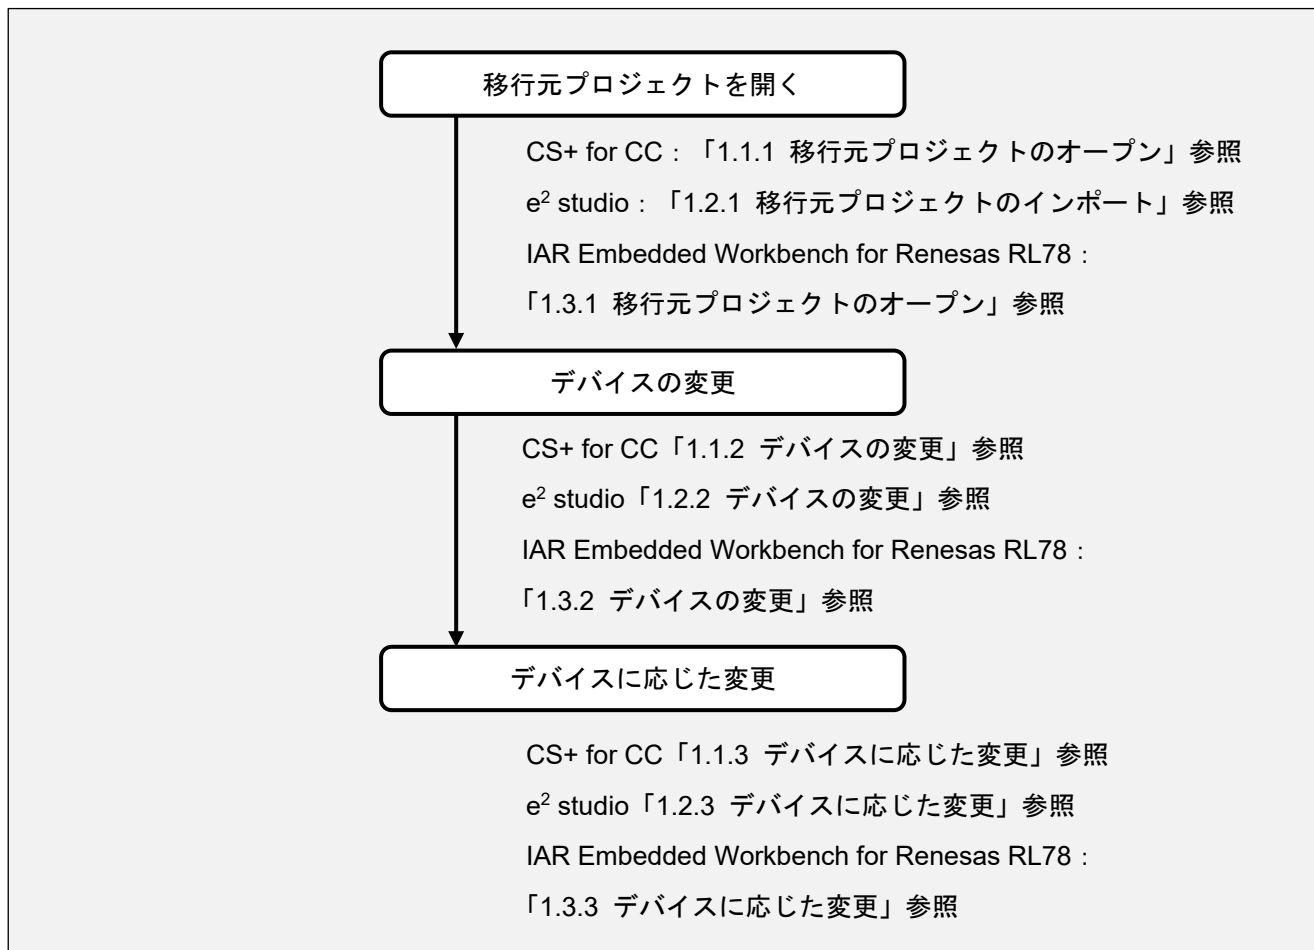 移行元プロジェクトを開く
CS+ for CC：「1.1.1 移行元プロジェクトのオープン」参照
e² studio：「1.2.1 移行元プロジェクトのインポート」参照
IAR Embedded Workbench for Renesas RL78：
「1.3.1 移行元プロジェクトのオープン」参照
デバイスの変更
CS+ for CC「1.1.2 デバイスの変更」参照
e² studio「1.2.2 デバイスの変更」参照
IAR Embedded Workbench for Renesas RL78：
「1.3.2 デバイスの変更」参照
デバイスに応じた変更
CS+ for CC「1.1.3 デバイスに応じた変更」参照
e² studio「1.2.3 デバイスに応じた変更」参照
IAR Embedded Workbench for Renesas RL78：
「1.3.3 デバイスに応じた変更」参照